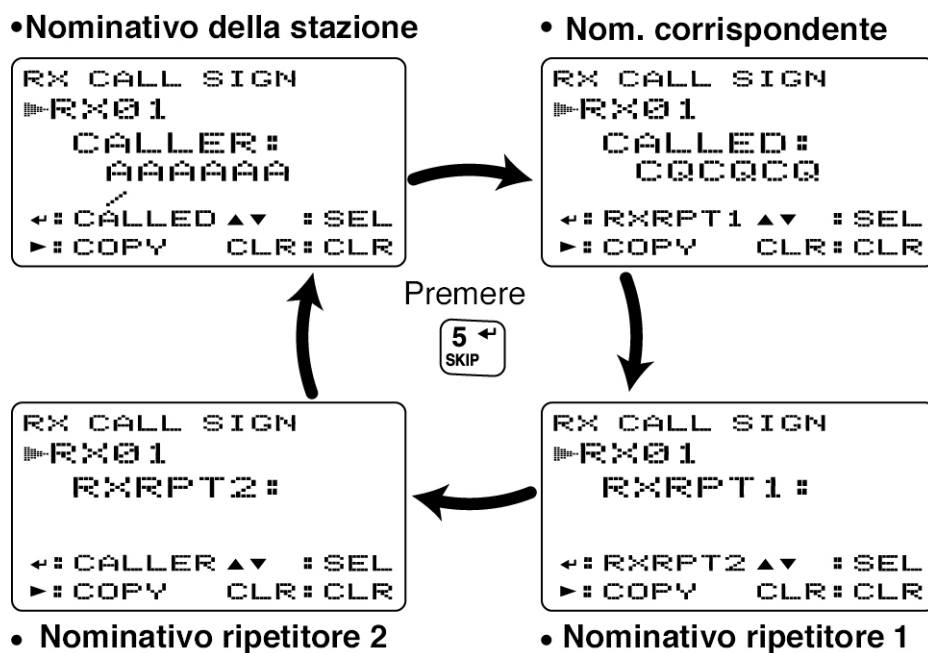 •Nominativo della stazione
RX CALL SIGN
RX01
CALLER:
AAAAAA
↵:CALLED ▲▼ :SEL
►:COPY CLR:CLR
• Nom. corrispondente
RX CALL SIGN
RX01
CALLED:
CQCQCQ
↵:RXRPT1 ▲▼ :SEL
►:COPY CLR:CLR
Premere
5 ↵
SKIP
RX CALL SIGN
RX01
RXRPT2:
↵:CALLER ▲▼ :SEL
►:COPY CLR:CLR
• Nominativo ripetitore 2
RX CALL SIGN
RX01
RXRPT1:
↵:RXRPT2 ▲▼ :SEL
►:COPY CLR:CLR
• Nominativo ripetitore 1